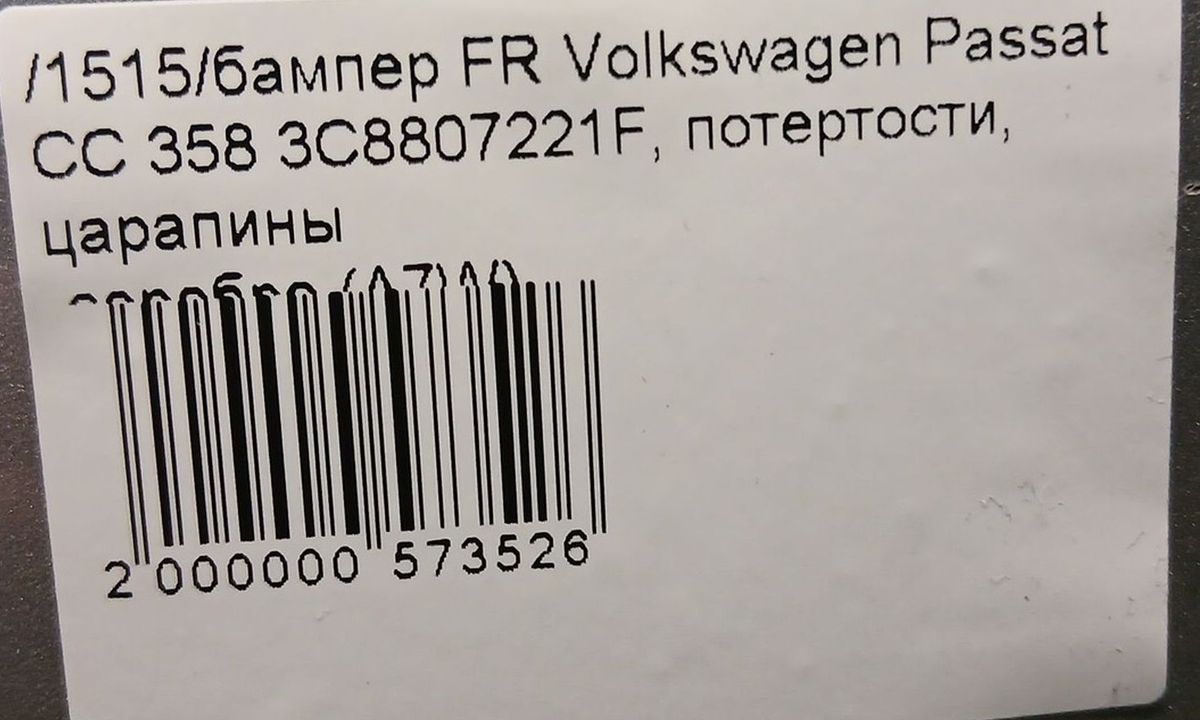 /1515/бампер FR Volkswagen Passat
CC 358 3C8807221F, потертости,
царапины
2 000000 573526